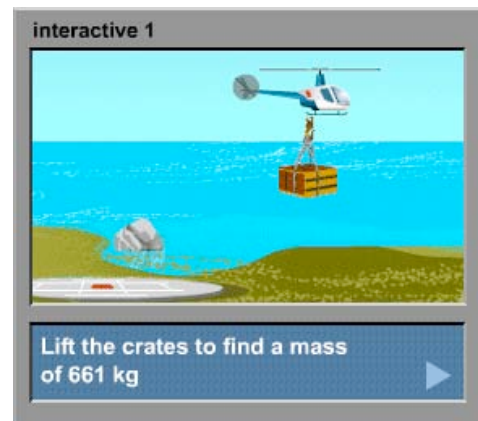 interactive 1
Lift the crates to find a mass
of 661 kg